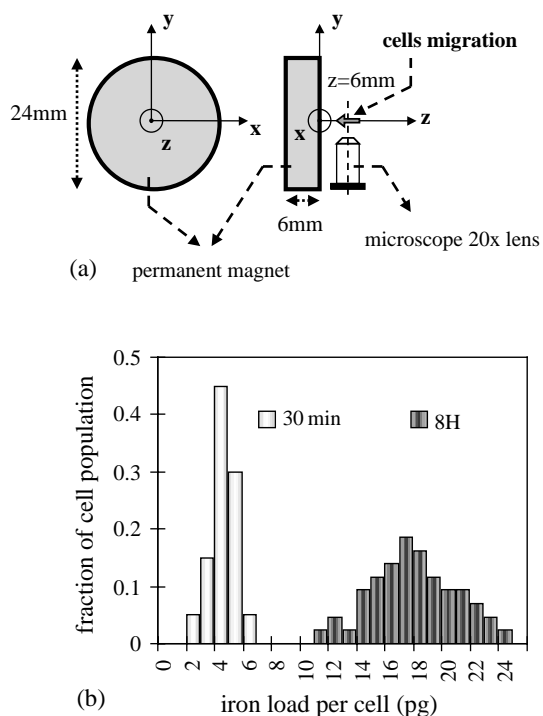 y
y
cells migration
z=6mm
24mm
x
z
x
z
6mm
microscope 20x lens
(a)
permanent magnet
0.5
0.4
0.3
0.2
0.1
0
fraction of cell population
30 min
8H
0
2
4
6
8
10
12
14
16
18
20
22
24
(b)
iron load per cell (pg)